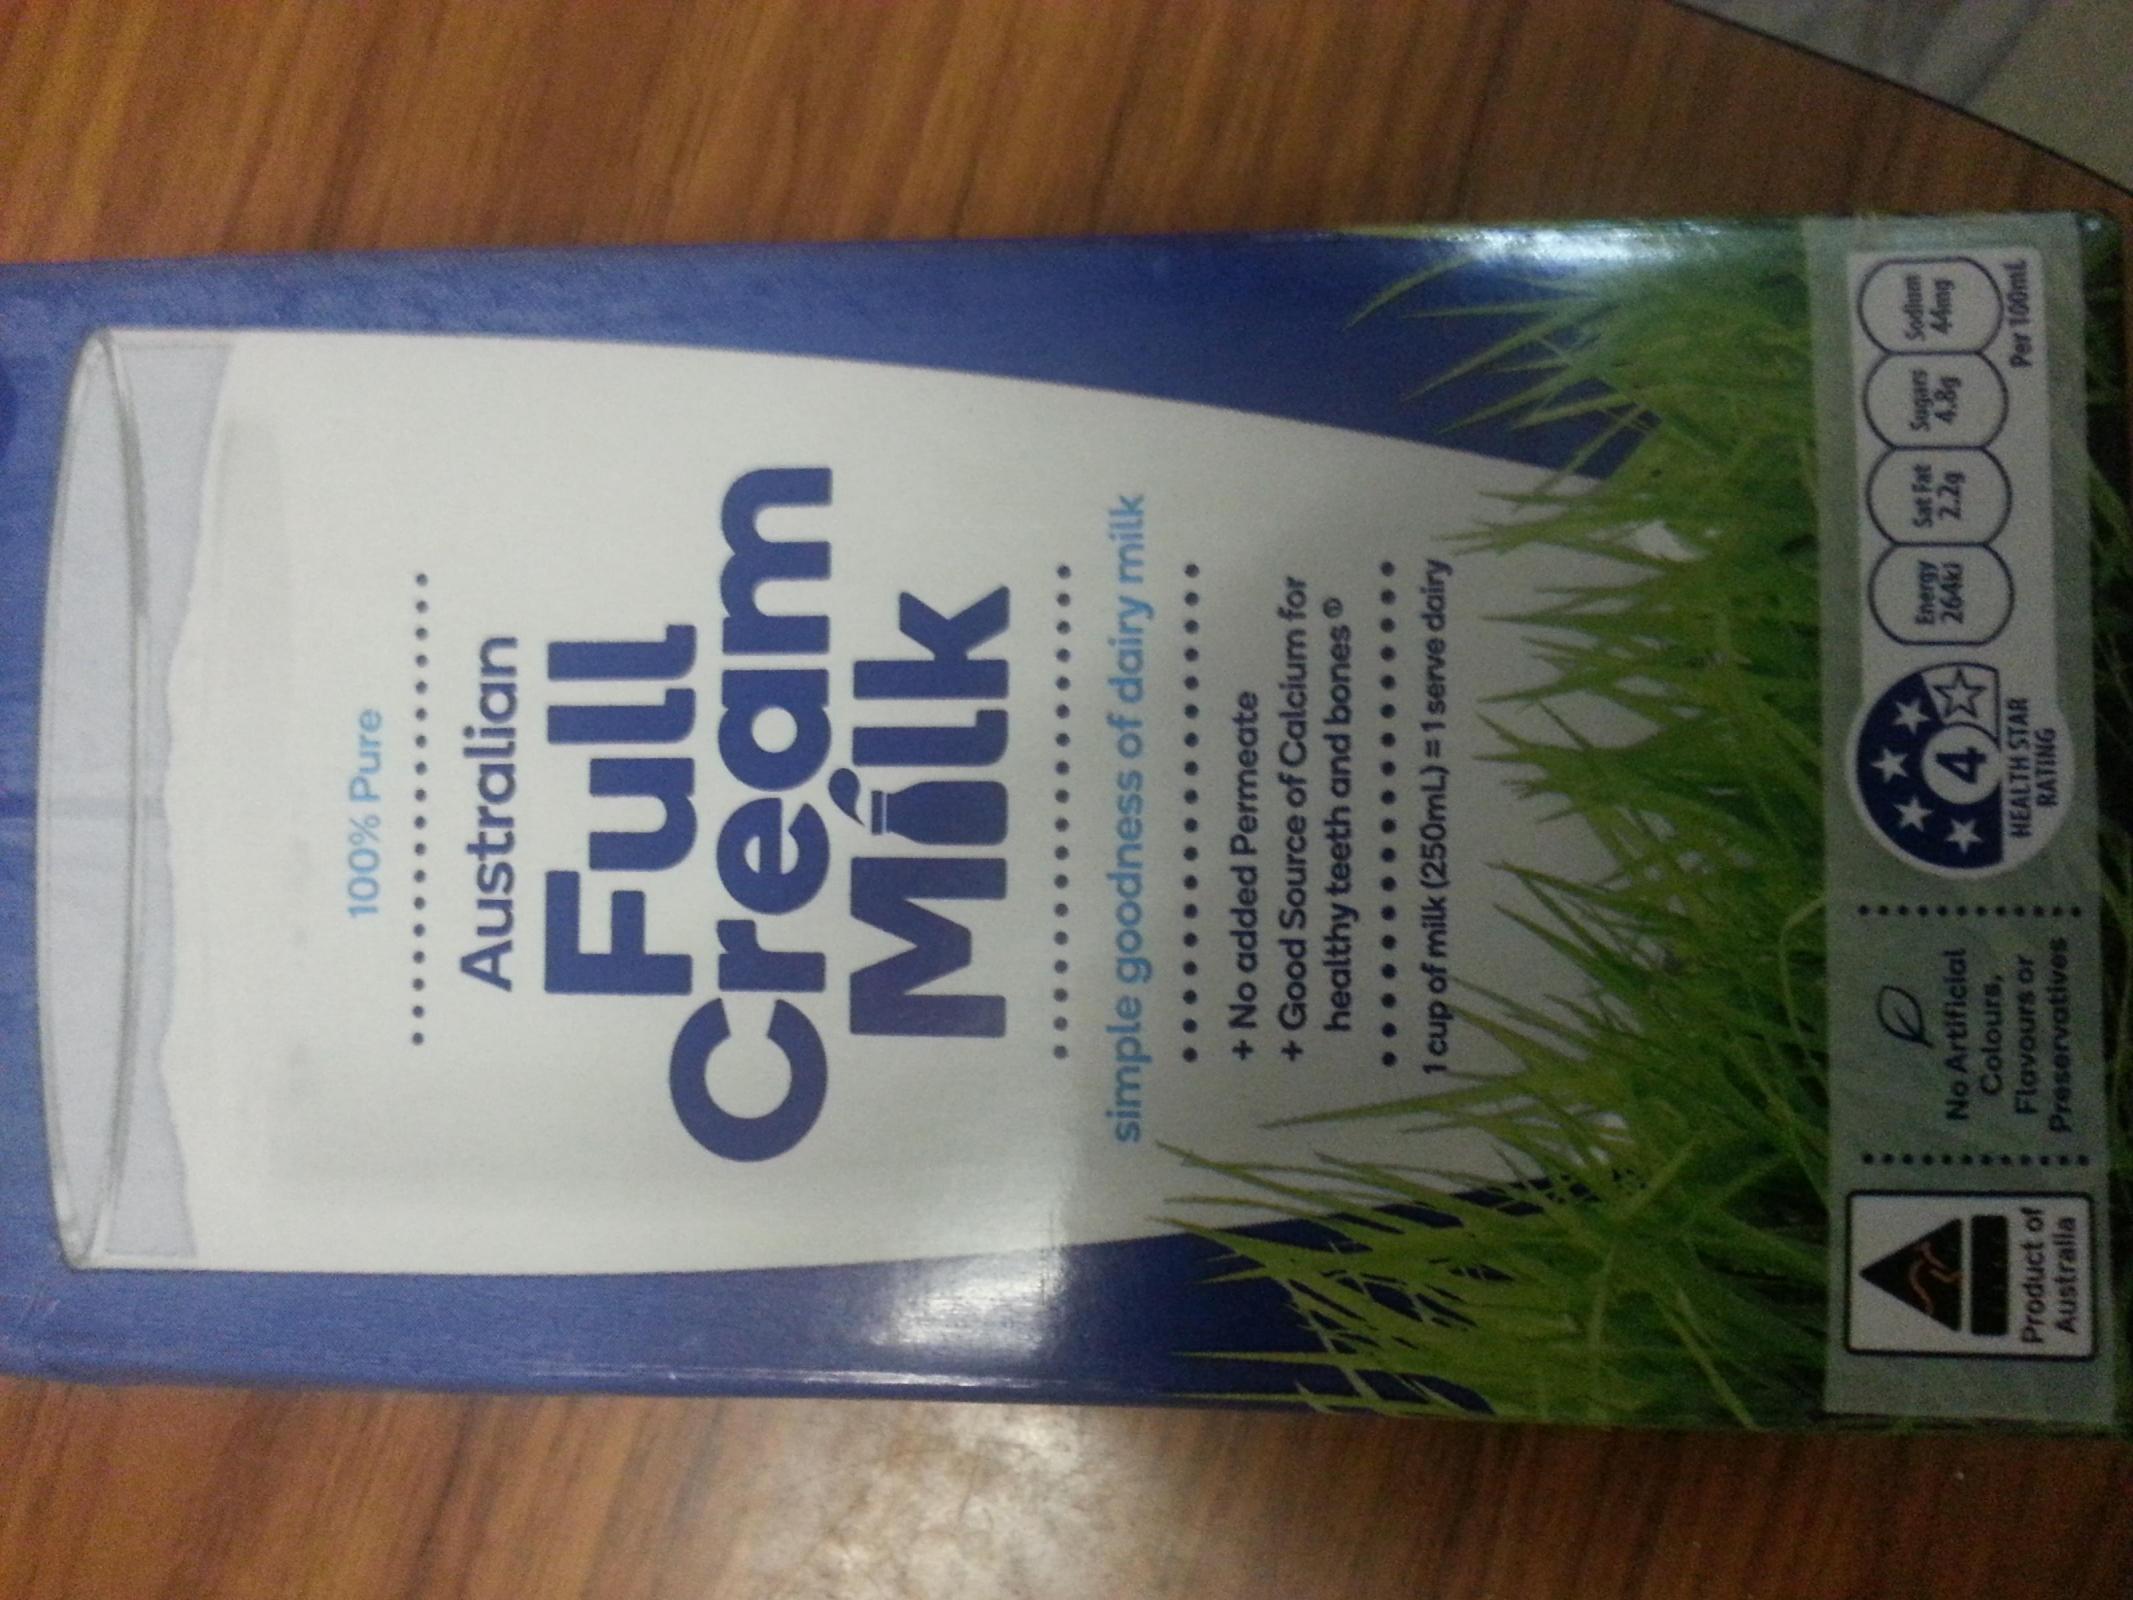 100% Pure
Australian
Full
Cream
Milk
simple goodness of dairy milk
+ No added Permeate
+ Good Source of Calcium for
healthy teeth and bones
1 cup of milk (250mL) = 1 serve dairy
Product of
Australia
No Artificial
Colours,
Flavours or
Preservatives
4
HEALTH STAR
RATING
Energy
264kJ
Sat Fat
2.2g
Sugars
4.8g
Sodium
44mg
Per 100mL